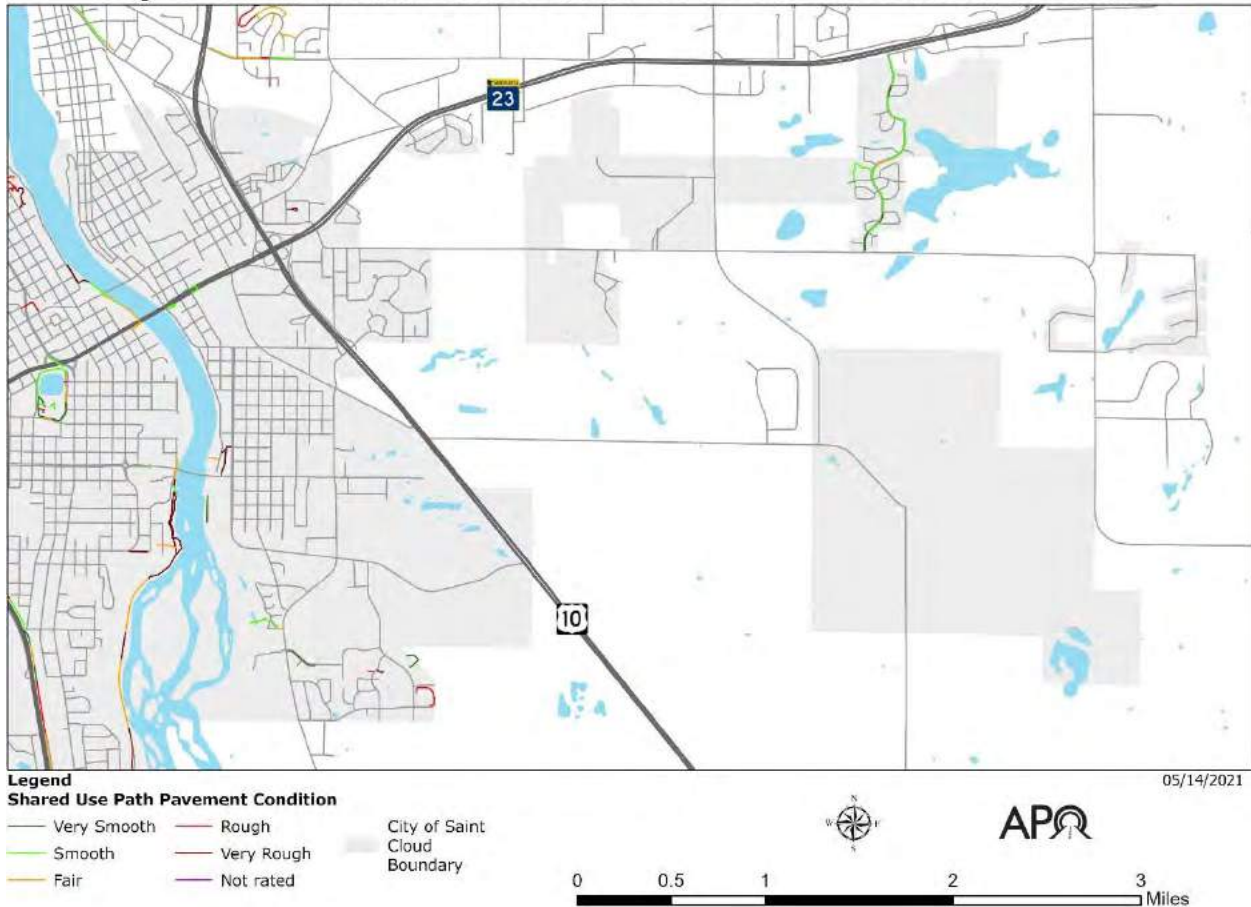 23
10
Legend
05/14/2021
Shared Use Path Pavement Condition
Very Smooth
Smooth
Fair
Rough
Very Rough
Not rated
City of Saint
Cloud
Boundary
N
W
E
S
APO
0 0.5 1 2 3
Miles